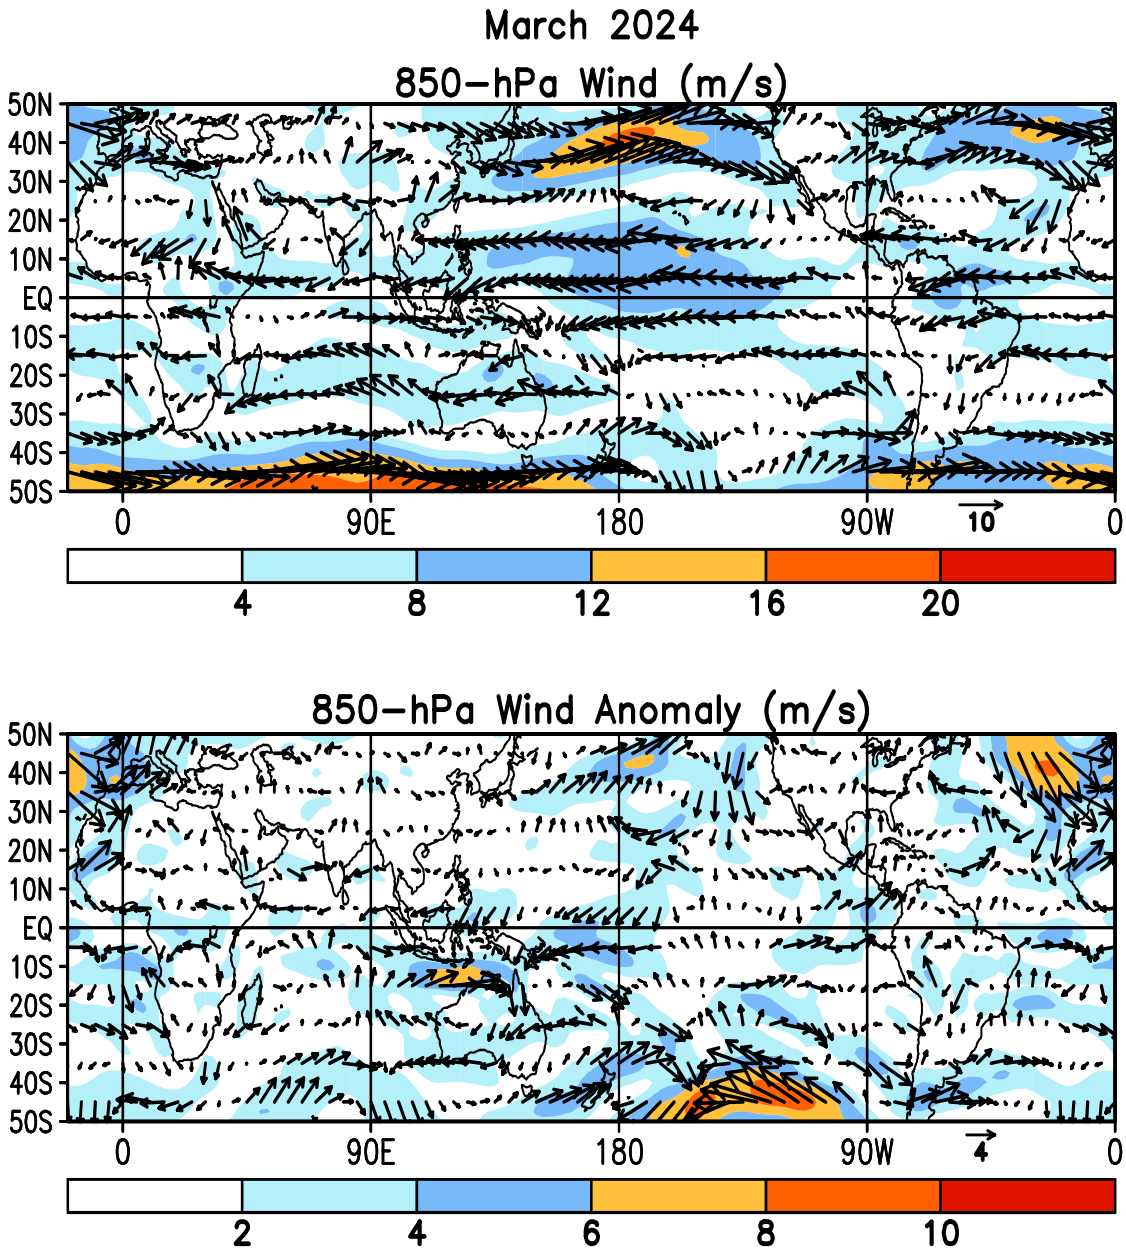 March 2024
850-hPa Wind (m/s)
50N
40N
30N
20N
10N
EQ
10S
20S
30S
40S
50S
0 90E 180 90W 0
10
4 8 12 16 20
850-hPa Wind Anomaly (m/s)
50N
40N
30N
20N
10N
EQ
10S
20S
30S
40S
50S
0 90E 180 90W 0
4
2 4 6 8 10